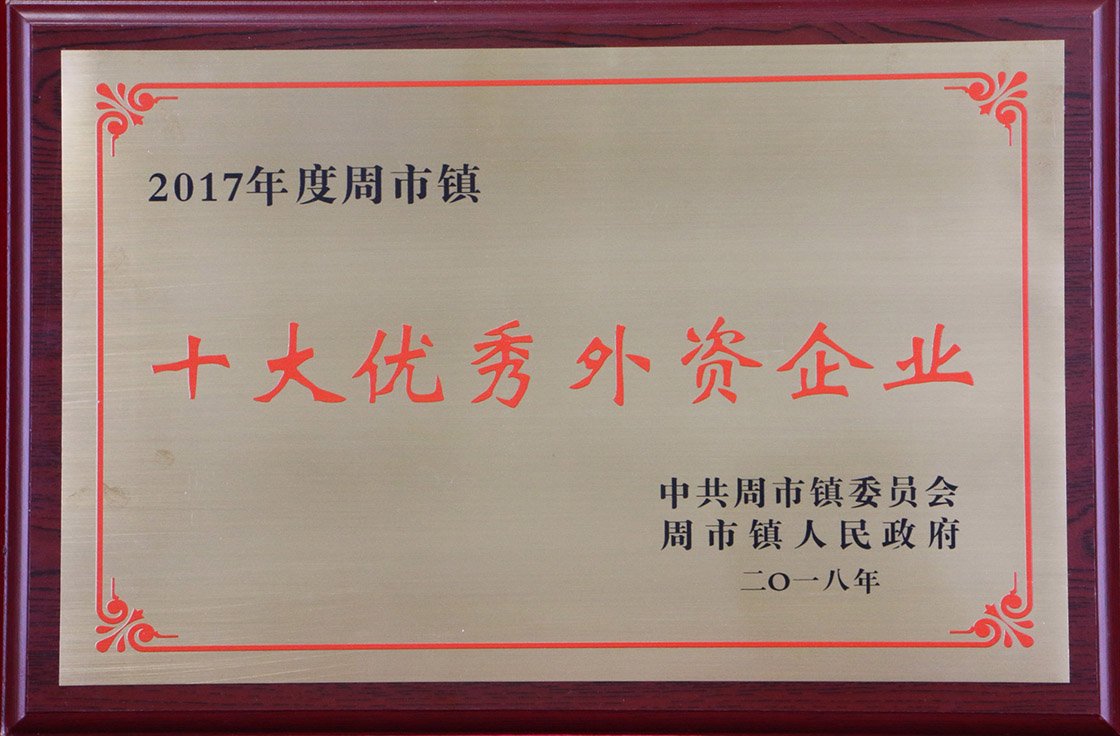 2017年度周市镇
十大优秀外资企业
中共周市镇委员会
周市镇人民政府
二〇一八年